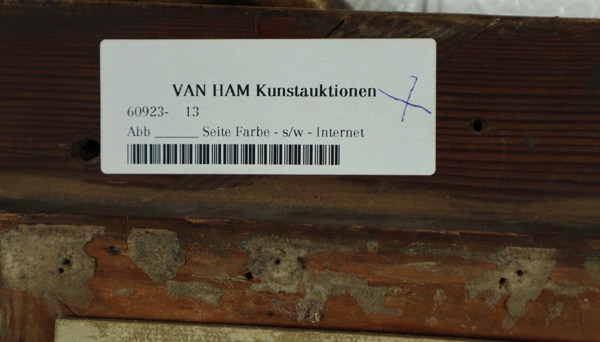 VAN HAM Kunstauktionen
60923- 13
Abb ______ Seite Farbe - s/w - Internet